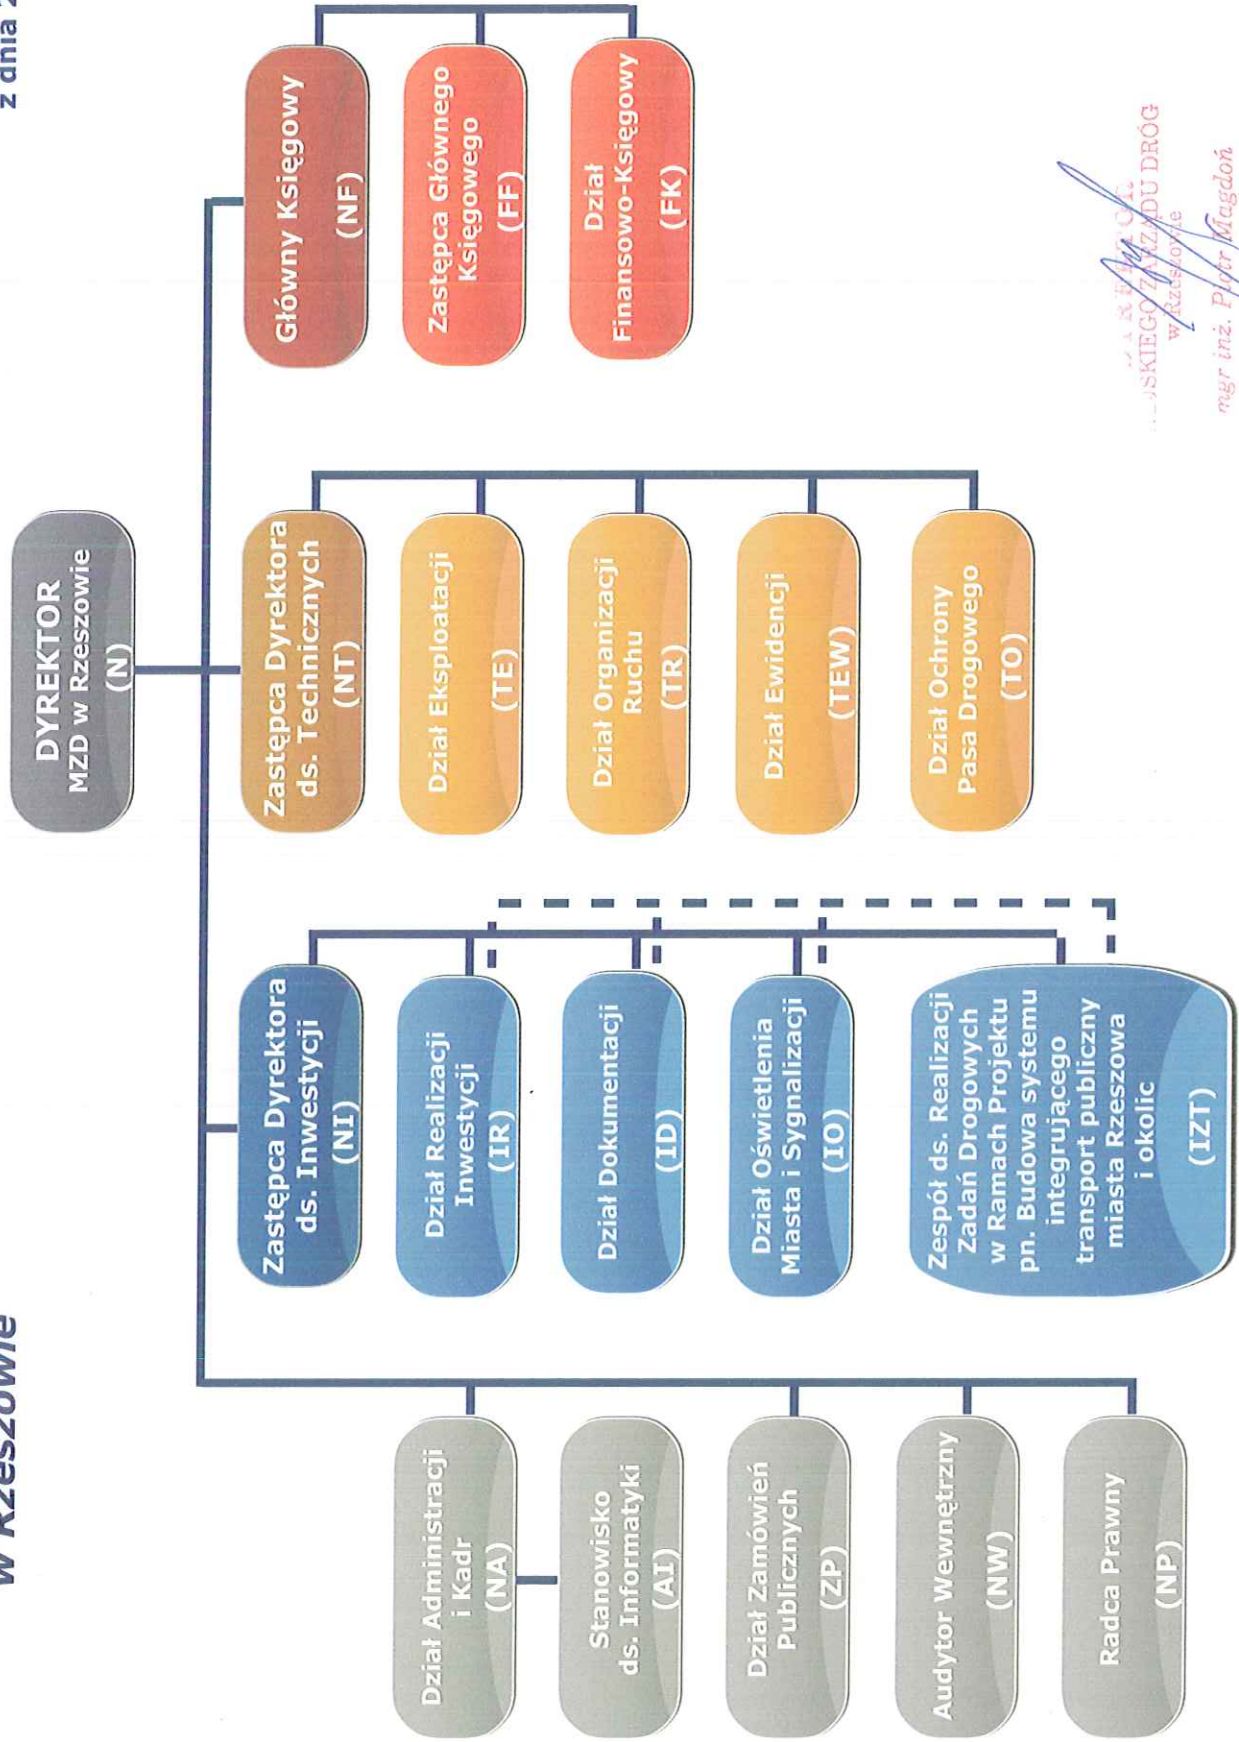 w Rzeszowie
z dnia 2
DYREKTOR
MZD w Rzeszowie
(N)
Dział Administracji
i Kadr
(NA)
Stanowisko
ds. Informatyki
(AI)
Dział Zamówień
Publicznych
(ZP)
Audytor Wewnętrzny
(NW)
Radca Prawny
(NP)
Zastępca Dyrektora
ds. Inwestycji
(NI)
Dział Realizacji
Inwestycji
(IR)
Dział Dokumentacji
(ID)
Dział Oświetlenia
Miasta i Sygnalizacji
(IO)
Zespół ds. Realizacji
Zadań Drogowych
w Ramach Projektu
pn. Budowa systemu
integrującego
transport publiczny
miasta Rzeszowa
i okolic
(IZT)
Zastępca Dyrektora
ds. Technicznych
(NT)
Dział Eksploatacji
(TE)
Dział Organizacji
Ruchu
(TR)
Dział Ewidencji
(TEW)
Dział Ochrony
Pasa Drogowego
(TO)
Główny Księgowy
(NF)
Zastępca Głównego
Księgowego
(FF)
Dział
Finansowo-Księgowy
(FK)
ZARZĄDU DRÓG
w Rzeszowie
mgr inż. Piotr Magdoń